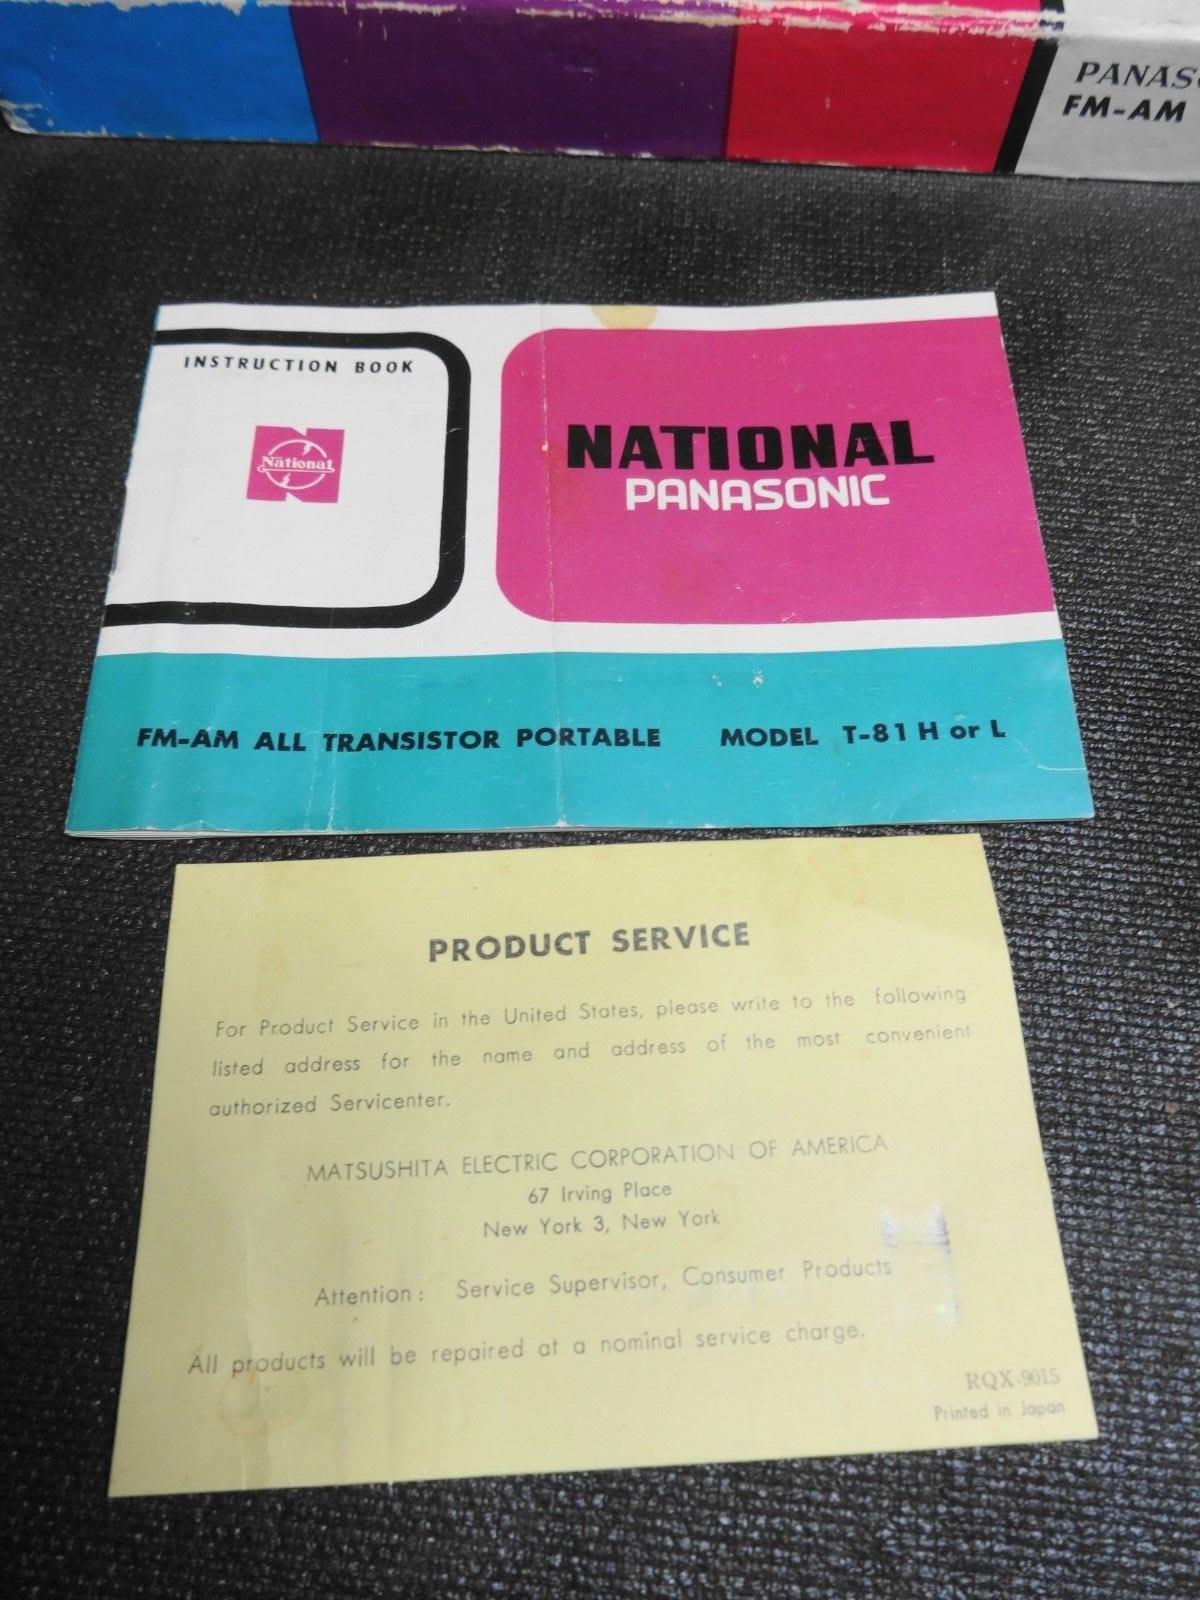 FM-AM
INSTRUCTION BOOK
National
NATIONAL
PANASONIC
FM-AM ALL TRANSISTOR PORTABLE MODEL T-81 H or L
PRODUCT SERVICE
For Product Service in the United States, please write to the following
listed address for the name and address of the most convenient
authorized Servicenter.
MATSUSHITA ELECTRIC CORPORATION OF AMERICA
67 Irving Place
New York 3, New York
Attention: Service Supervisor, Consumer Products
All products will be repaired at a nominal service charge.
RQX-9015
Printed in Japan